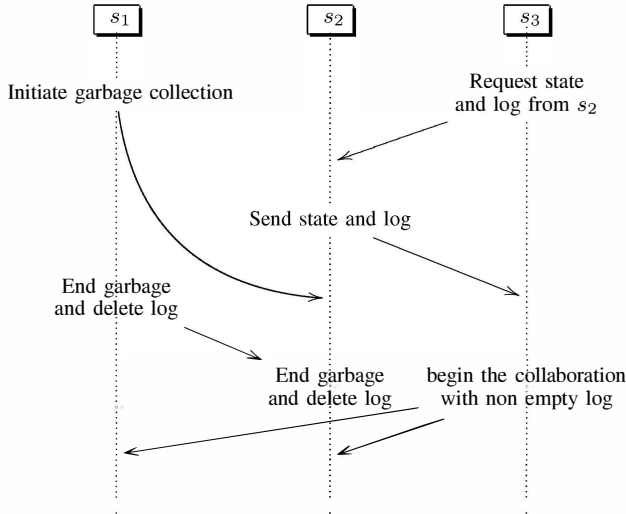 s₁
s₂
s₃
Initiate garbage collection
Request state
and log from s₂
Send state and log
End garbage
and delete log
End garbage
and delete log
begin the collaboration
with non empty log